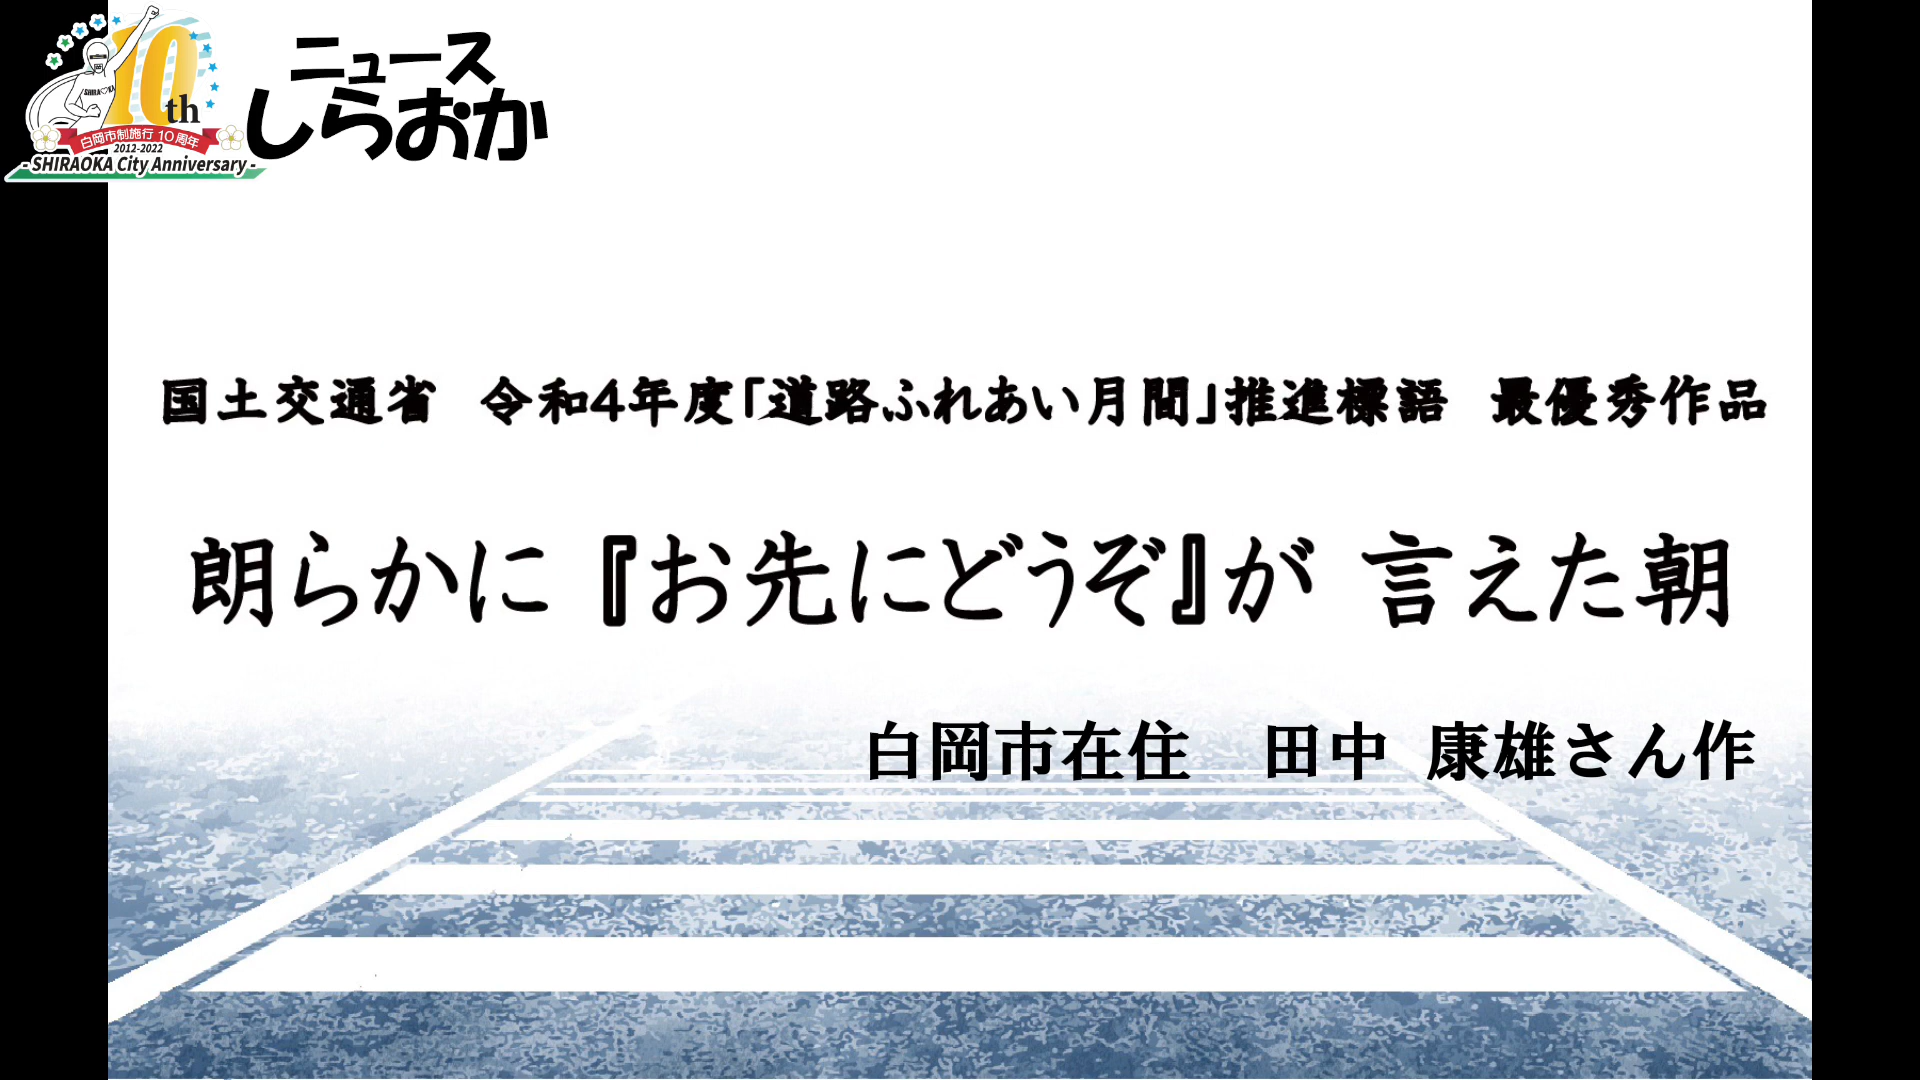 10th
SHIRA♡KA
白岡市制施行10周年
2012-2022
- SHIRAOKA City Anniversary -
ニュース
しらおか
国土交通省　令和4年度「道路ふれあい月間」推進標語　最優秀作品
朗らかに『お先にどうぞ』が 言えた朝
白岡市在住　田中 康雄さん作